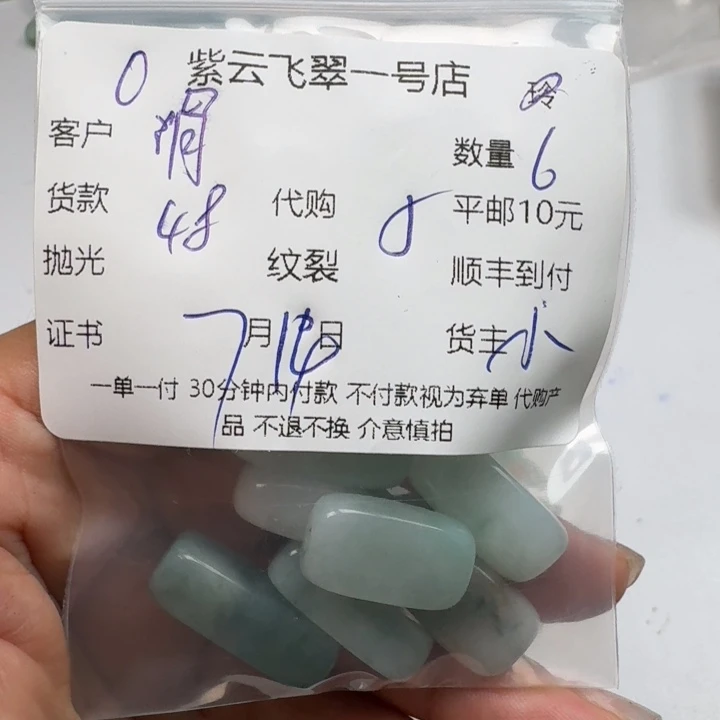 0 紫云飞翠一号店 玲
客户 娟 数量 6
货款 48 代购 8 平邮10元
抛光 纹裂 顺丰到付
证书 7月14日 货主小
一单一付 30分钟内付款 不付款视为弃单 代购产
品 不退不换 介意慎拍